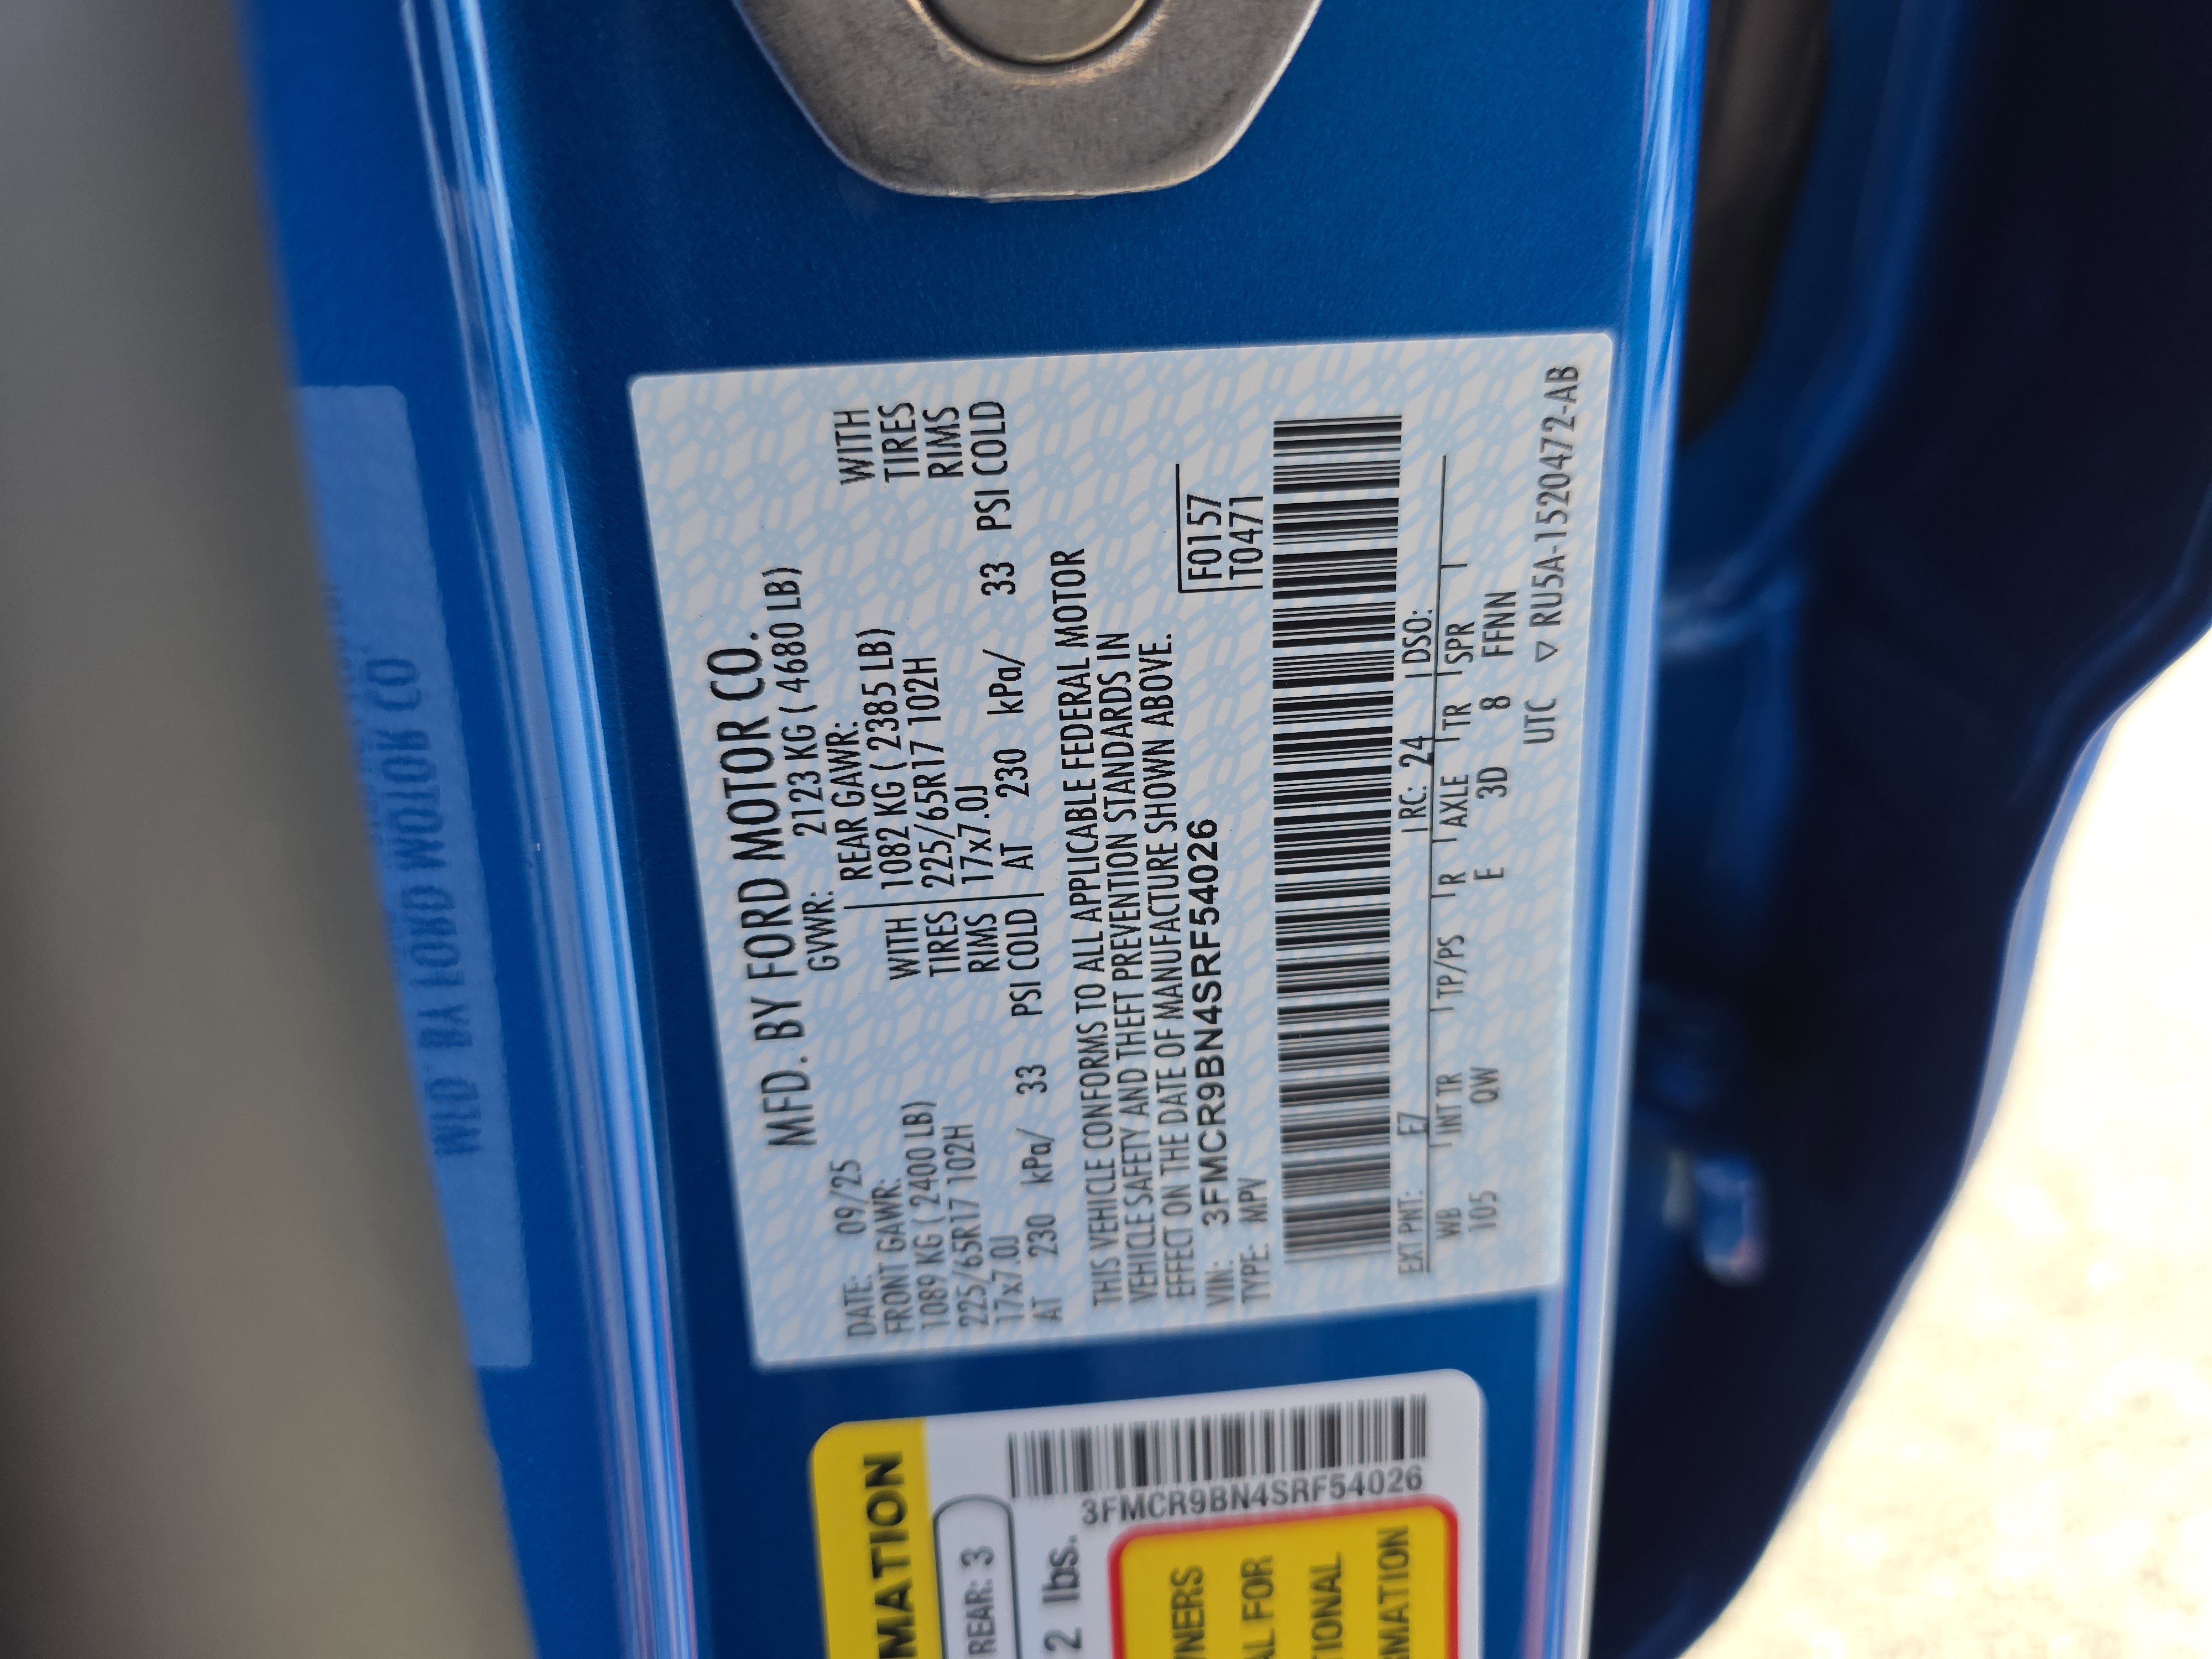 MFD. BY FORD MOTOR CO.
DATE: 09/25 GVWR: 2123 KG ( 4680 LB)
FRONT GAWR: REAR GAWR:
1089 KG ( 2400 LB) WITH 1082 KG ( 2385 LB) WITH
225/65R17 102H TIRES 225/65R17 102H TIRES
17x7.0J RIMS 17x7.0J RIMS
AT 230 kPa/ 33 PSI COLD AT 230 kPa/ 33 PSI COLD
THIS VEHICLE CONFORMS TO ALL APPLICABLE FEDERAL MOTOR
VEHICLE SAFETY AND THEFT PREVENTION STANDARDS IN
EFFECT ON THE DATE OF MANUFACTURE SHOWN ABOVE.
VIN: 3FMCR9BN4SRF54026 F0157
TYPE: MPV T0471
EXT PNT: E7 RC: 24 DSO:
WB INT TR TP/PS R AXLE TR SPR
105 QW E 3D 8 FFNN
UTC ▽ RU5A-1520472-AB
MATION
REAR: 3
2 lbs.
3FMCR9BN4SRF54026
WNERS
AL FOR
TIONAL
RMATION